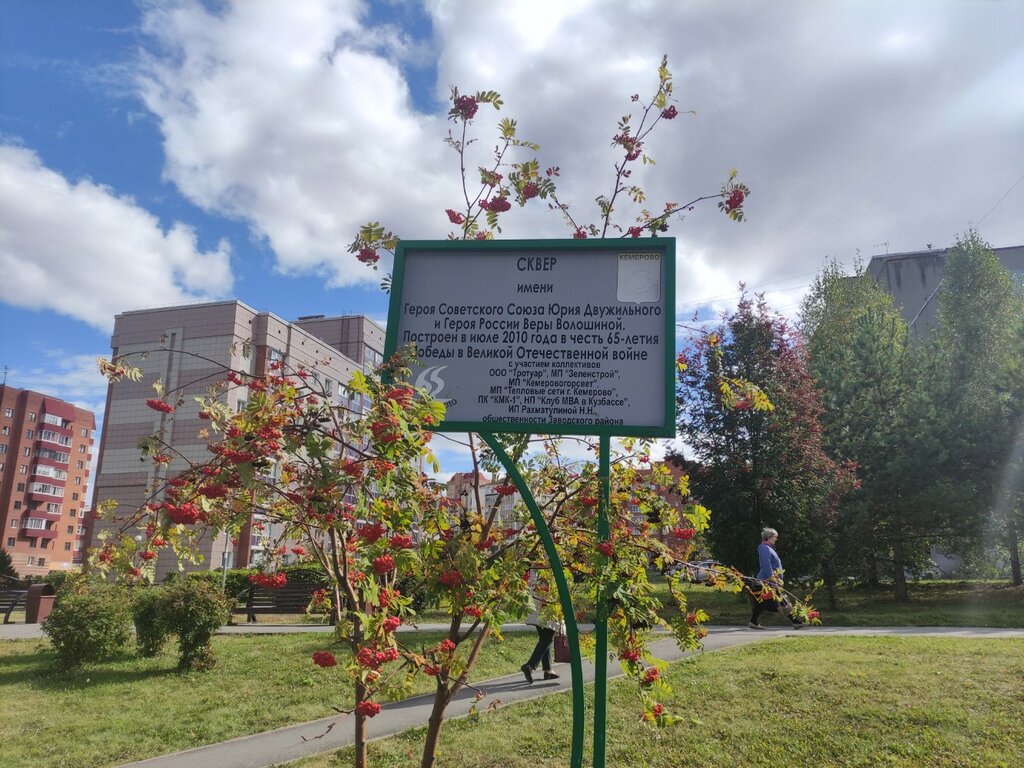 КЕМЕРОВО
СКВЕР
имени
Героя Советского Союза Юрия Двужильного
и Героя России Веры Волошиной.
Построен в июле 2010 года в честь 65-летия
Победы в Великой Отечественной войне
с участием коллективов
ООО "Тротуар", МП "Зеленстрой",
МП "Кемеровогорсвет",
МП "Тепловые сети г. Кемерово",
ПК "КМК-1", НП "Клуб МВА в Кузбассе",
ИП Рахматулиной Н.Н.,,
общественности Заводского района